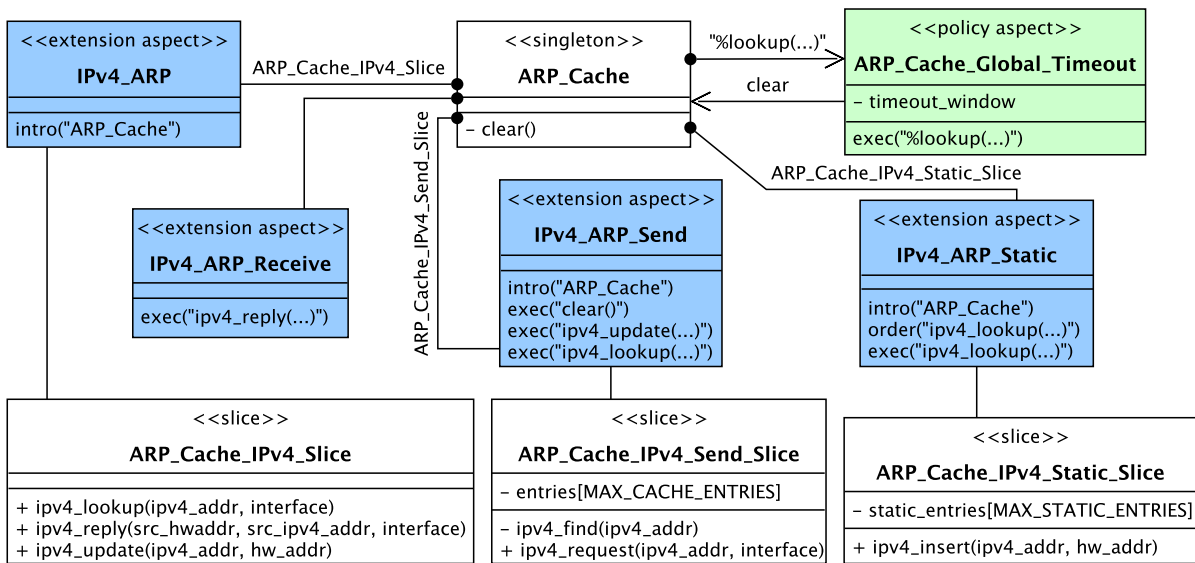 <<extension aspect>>
IPv4_ARP
intro("ARP_Cache")
ARP_Cache_IPv4_Slice
<<singleton>>
ARP_Cache
– clear()
"%lookup(...)"
clear
<<policy aspect>>
ARP_Cache_Global_Timeout
– timeout_window
exec("%lookup(...)")
ARP_Cache_IPv4_Send_Slice
ARP_Cache_IPv4_Static_Slice
<<extension aspect>>
IPv4_ARP_Receive
exec("ipv4_reply(...)")
<<extension aspect>>
IPv4_ARP_Send
intro("ARP_Cache")
exec("clear()")
exec("ipv4_update(...)")
exec("ipv4_lookup(...)")
<<extension aspect>>
IPv4_ARP_Static
intro("ARP_Cache")
order("ipv4_lookup(...)")
exec("ipv4_lookup(...)")
<<slice>>
ARP_Cache_IPv4_Slice
+ ipv4_lookup(ipv4_addr, interface)
+ ipv4_reply(src_hwaddr, src_ipv4_addr, interface)
+ ipv4_update(ipv4_addr, hw_addr)
<<slice>>
ARP_Cache_IPv4_Send_Slice
– entries[MAX_CACHE_ENTRIES]
– ipv4_find(ipv4_addr)
+ ipv4_request(ipv4_addr, interface)
<<slice>>
ARP_Cache_IPv4_Static_Slice
– static_entries[MAX_STATIC_ENTRIES]
+ ipv4_insert(ipv4_addr, hw_addr)